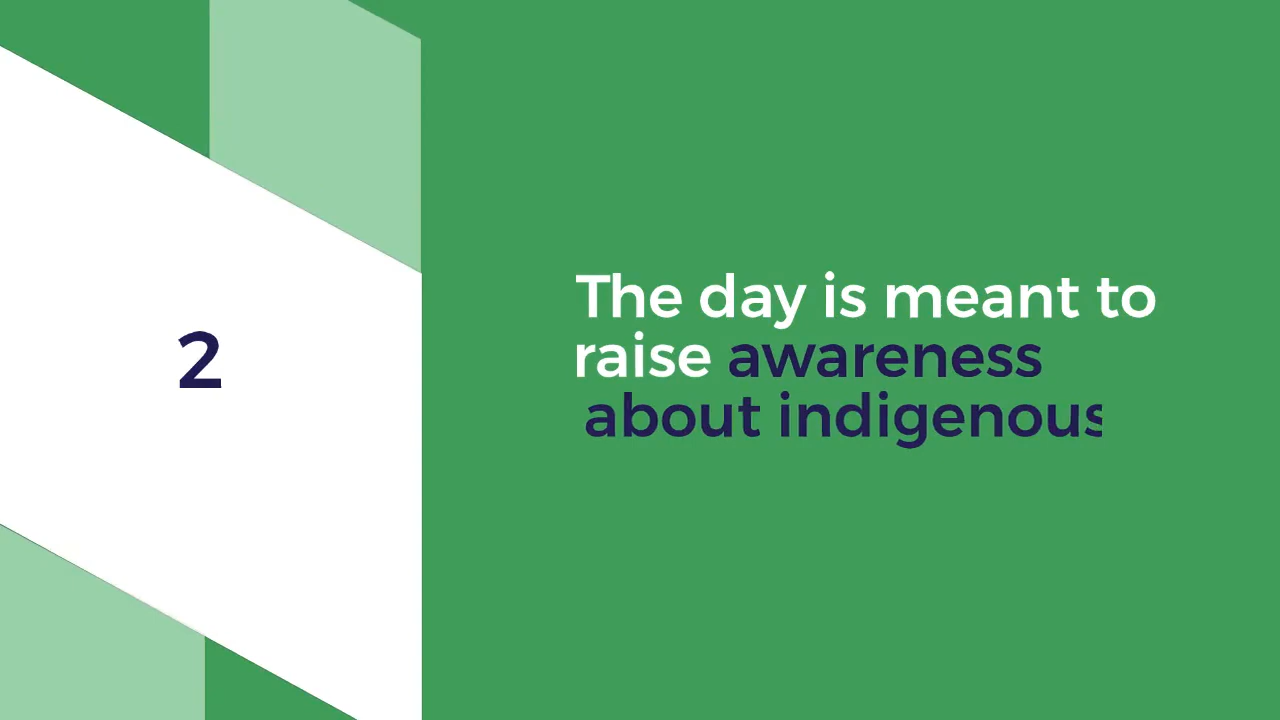 2
The day is meant to
raise awareness
about indigenous